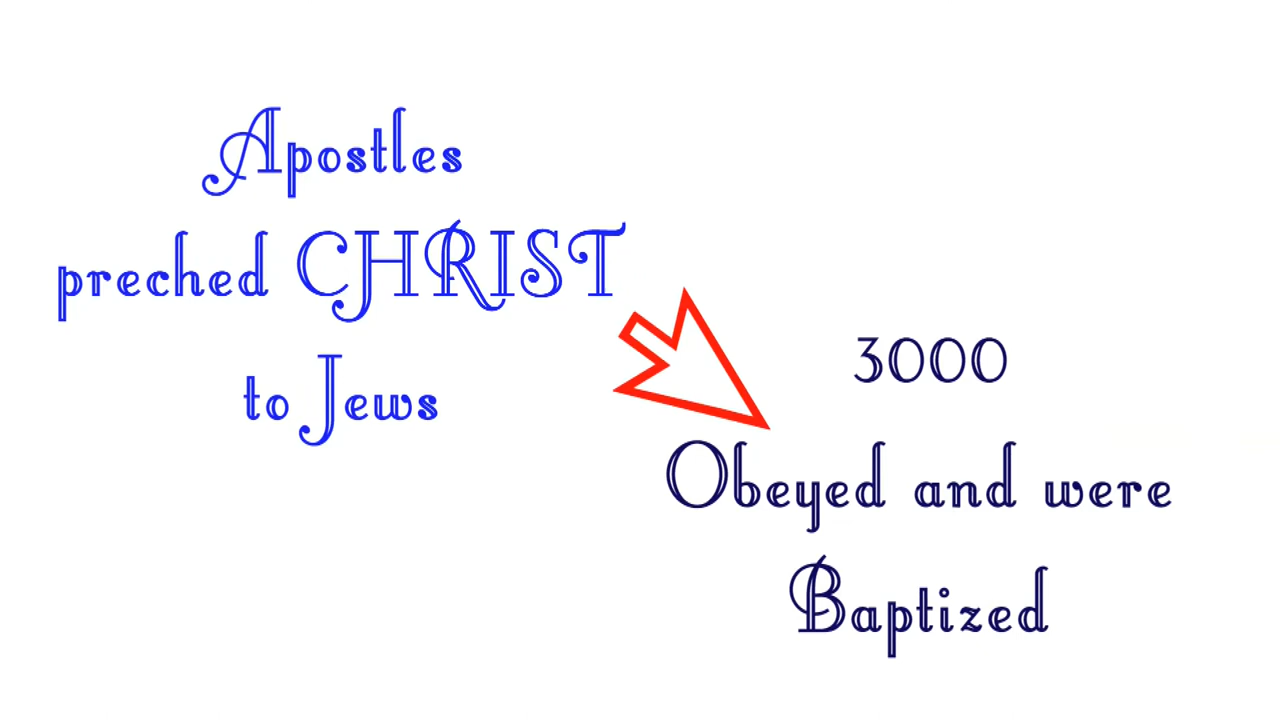 Apostles
preched CHRIST
to Jews
3000
Obeyed and were
Baptized